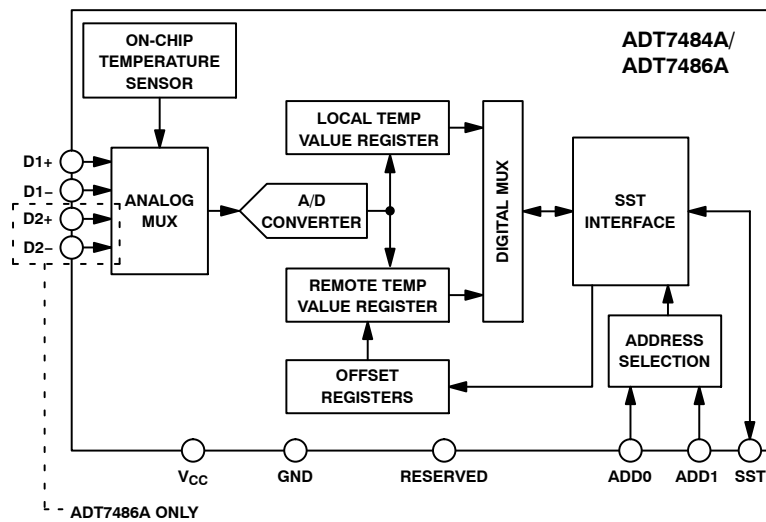 ON-CHIP
TEMPERATURE
SENSOR
ADT7484A/
ADT7486A
LOCAL TEMP
VALUE REGISTER
D1+
D1−
D2+
D2−
ANALOG
MUX
A/D
CONVERTER
DIGITAL MUX
SST
INTERFACE
REMOTE TEMP
VALUE REGISTER
ADDRESS
SELECTION
OFFSET
REGISTERS
VCC
GND
RESERVED
ADD0
ADD1
SST
ADT7486A ONLY